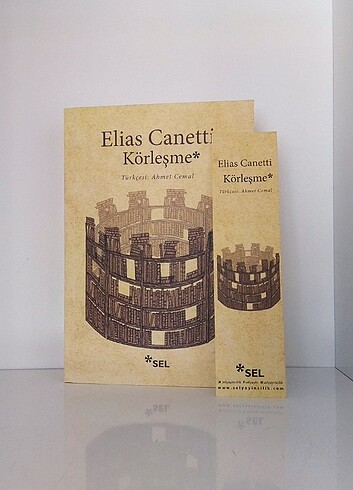 Elias Canetti
Körleşme*
Türkçesi: Ahmet Cemal
*SEL
Elias Canetti
Körleşme*
Türkçesi: Ahmet Cemal
*SEL
www.selyayincilik.com